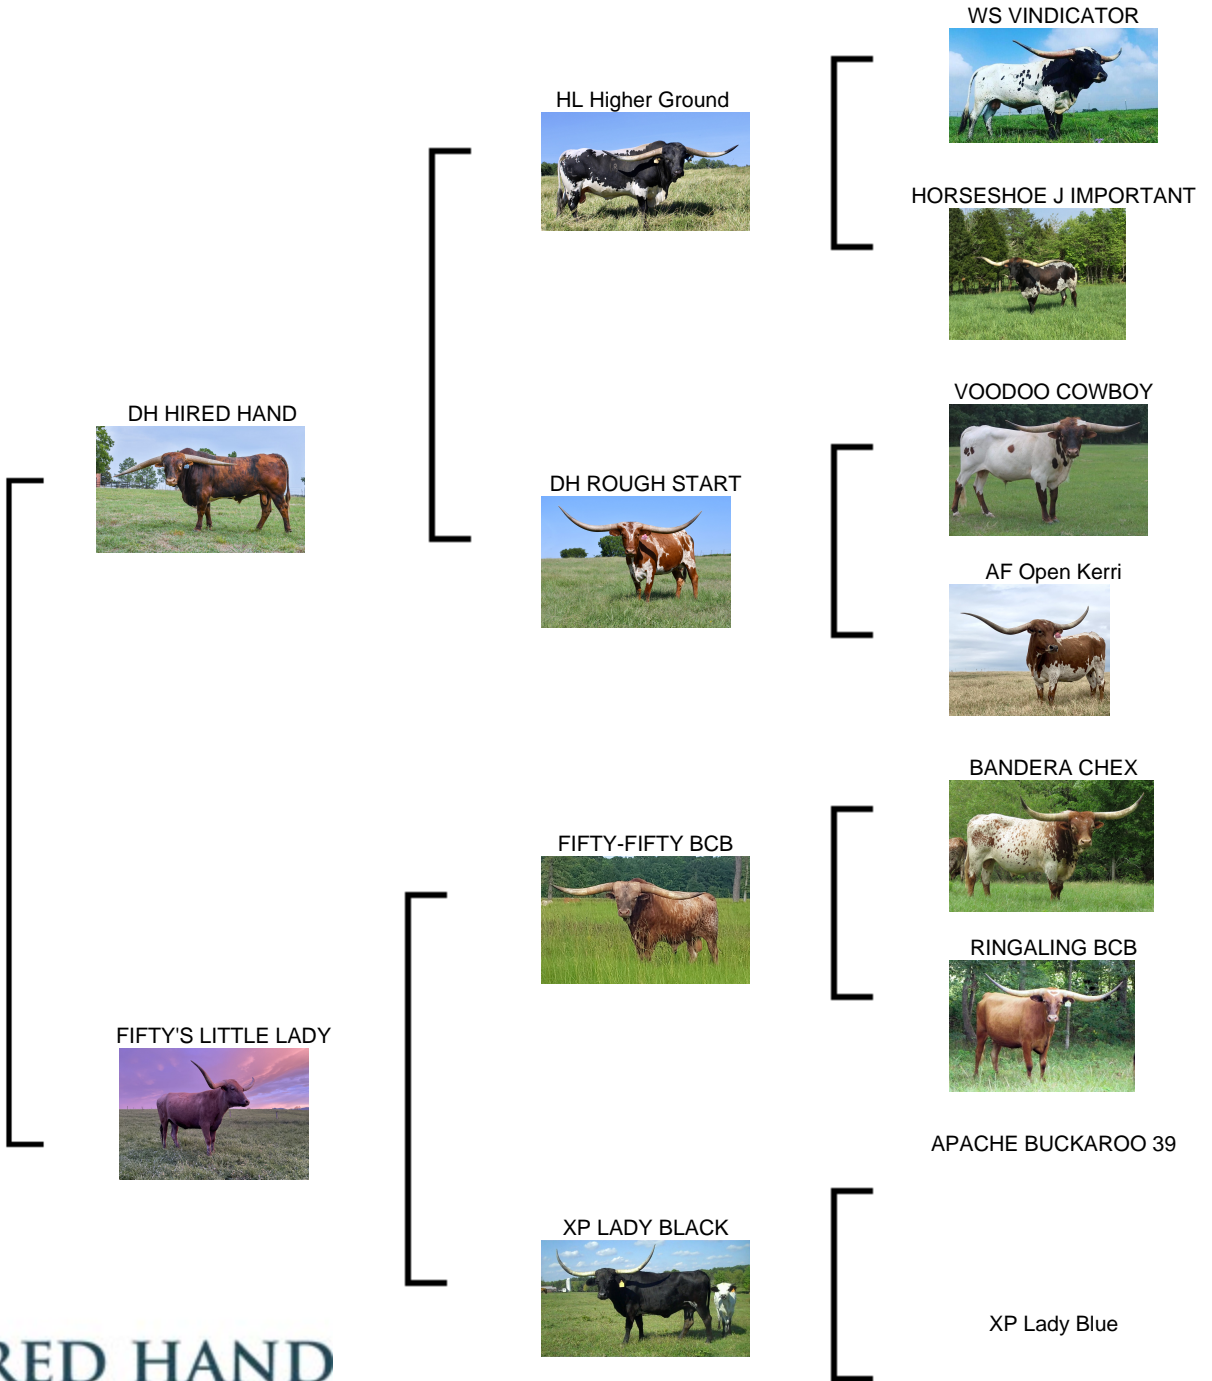 WS VINDICATOR
HL Higher Ground
HORSESHOE J IMPORTANT
DH HIRED HAND
VOODOO COWBOY
DH ROUGH START
AF Open Kerri
BANDERA CHEX
FIFTY-FIFTY BCB
RINGALING BCB
FIFTY'S LITTLE LADY
APACHE BUCKAROO 39
XP LADY BLACK
XP Lady Blue
RED HAND